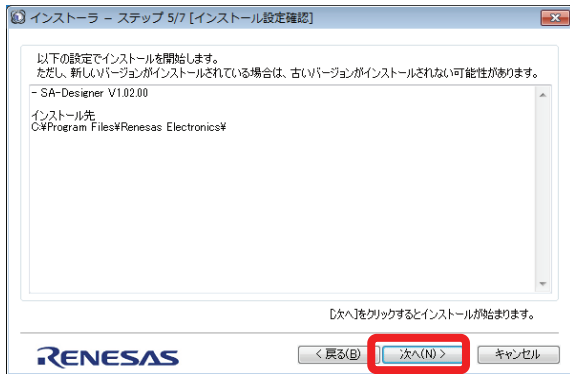 インストーラ － ステップ 5/7 [インストール設定確認]
以下の設定でインストールを開始します。
ただし、新しいバージョンがインストールされている場合は、古いバージョンがインストールされない可能性があります。
- SA-Designer V1.02.00
インストール先
C:¥Program Files¥Renesas Electronics¥
[次へ]をクリックするとインストールが始まります。
RENESAS
< 戻る(B)
次へ(N) >
キャンセル